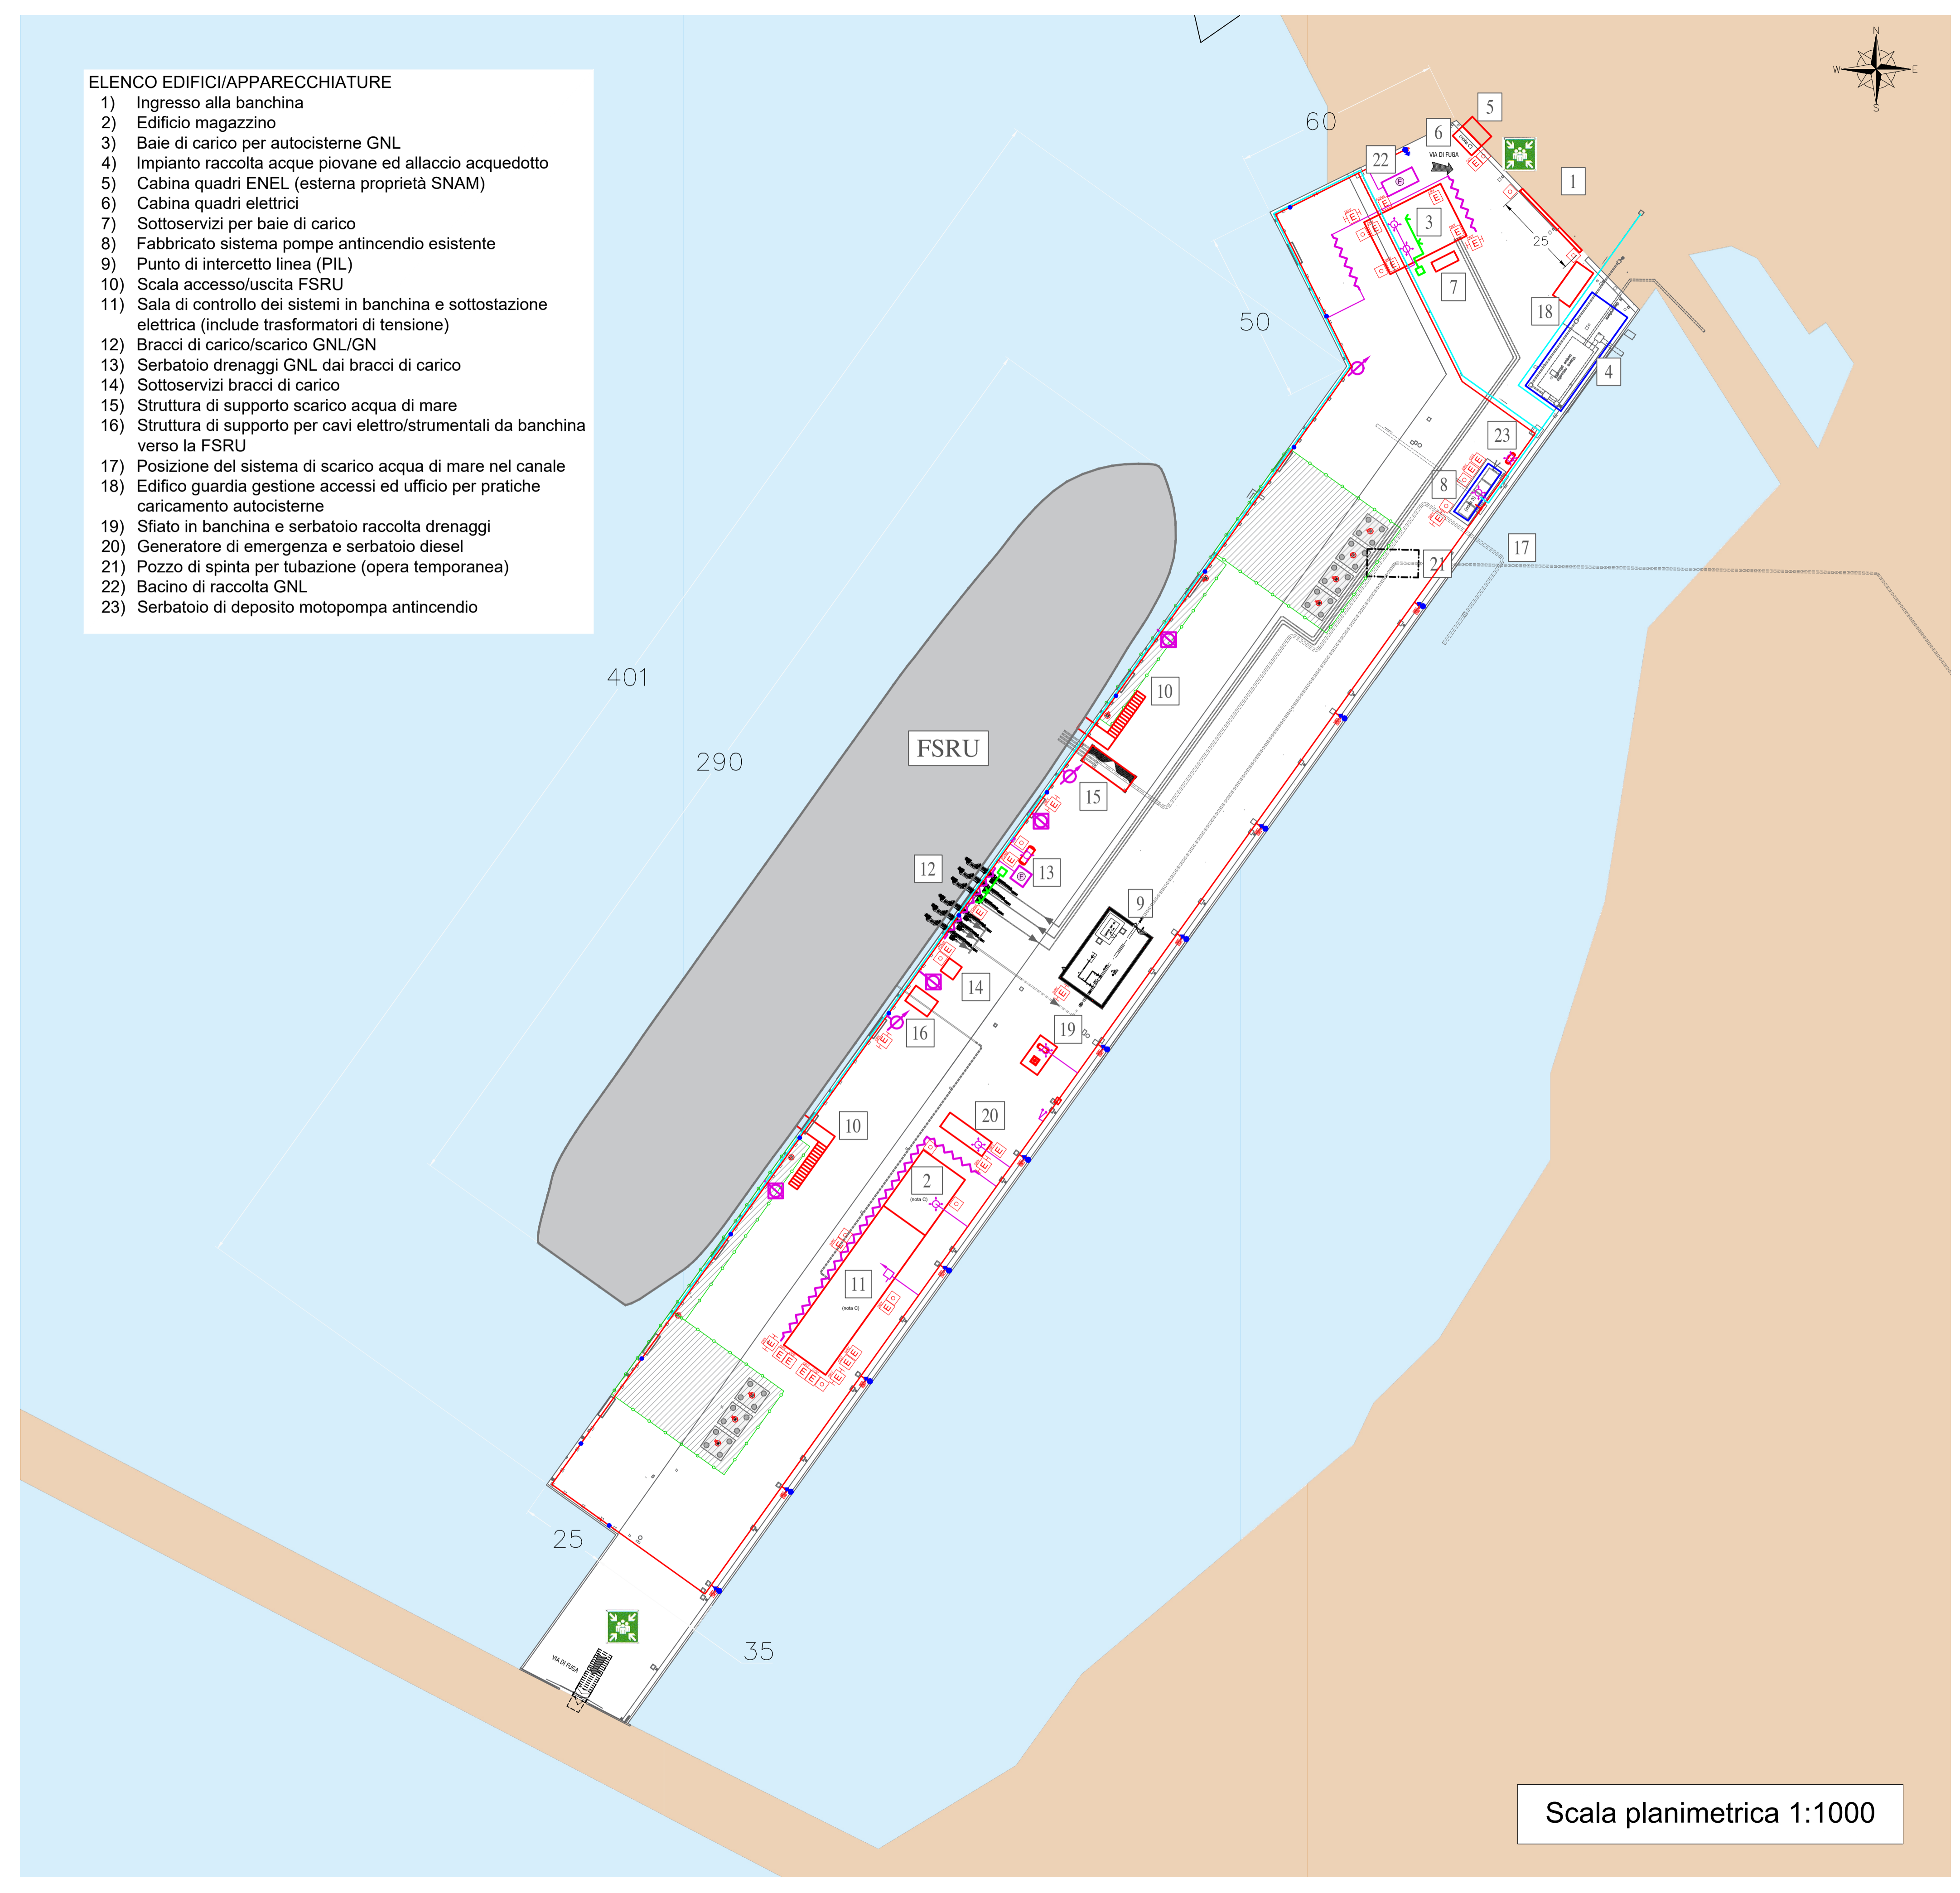 ELENCO EDIFICI/APPARECCHIATURE
1) Ingresso alla banchina
2) Edificio magazzino
3) Baie di carico per autocisterne GNL
4) Impianto raccolta acque piovane ed allaccio acquedotto
5) Cabina quadri ENEL (esterna proprietà SNAM)
6) Cabina quadri elettrici
7) Sottoservizi per baie di carico
8) Fabbricato sistema pompe antincendio esistente
9) Punto di intercetto linea (PIL)
10) Scala accesso/uscita FSRU
11) Sala di controllo dei sistemi in banchina e sottostazione
elettrica (include trasformatori di tensione)
12) Bracci di carico/scarico GNL/GN
13) Serbatoio drenaggi GNL dai bracci di carico
14) Sottoservizi bracci di carico
15) Struttura di supporto scarico acqua di mare
16) Struttura di supporto per cavi elettro/strumentali da banchina
verso la FSRU
17) Posizione del sistema di scarico acqua di mare nel canale
18) Edifico guardia gestione accessi ed ufficio per pratiche
caricamento autocisterne
19) Sfiato in banchina e serbatoio raccolta drenaggi
20) Generatore di emergenza e serbatoio diesel
21) Pozzo di spinta per tubazione (opera temporanea)
22) Bacino di raccolta GNL
23) Serbatoio di deposito motopompa antincendio
N
W E
S
60
5
6
VIA DI FUGA
22
1
3
25
7
50
18
4
23
8
17
21
401
10
290
FSRU
15
12
13
9
14
16
19
20
10
2
(nota C)
11
(nota C)
25
35
VIA DI FUGA
Scala planimetrica 1:1000